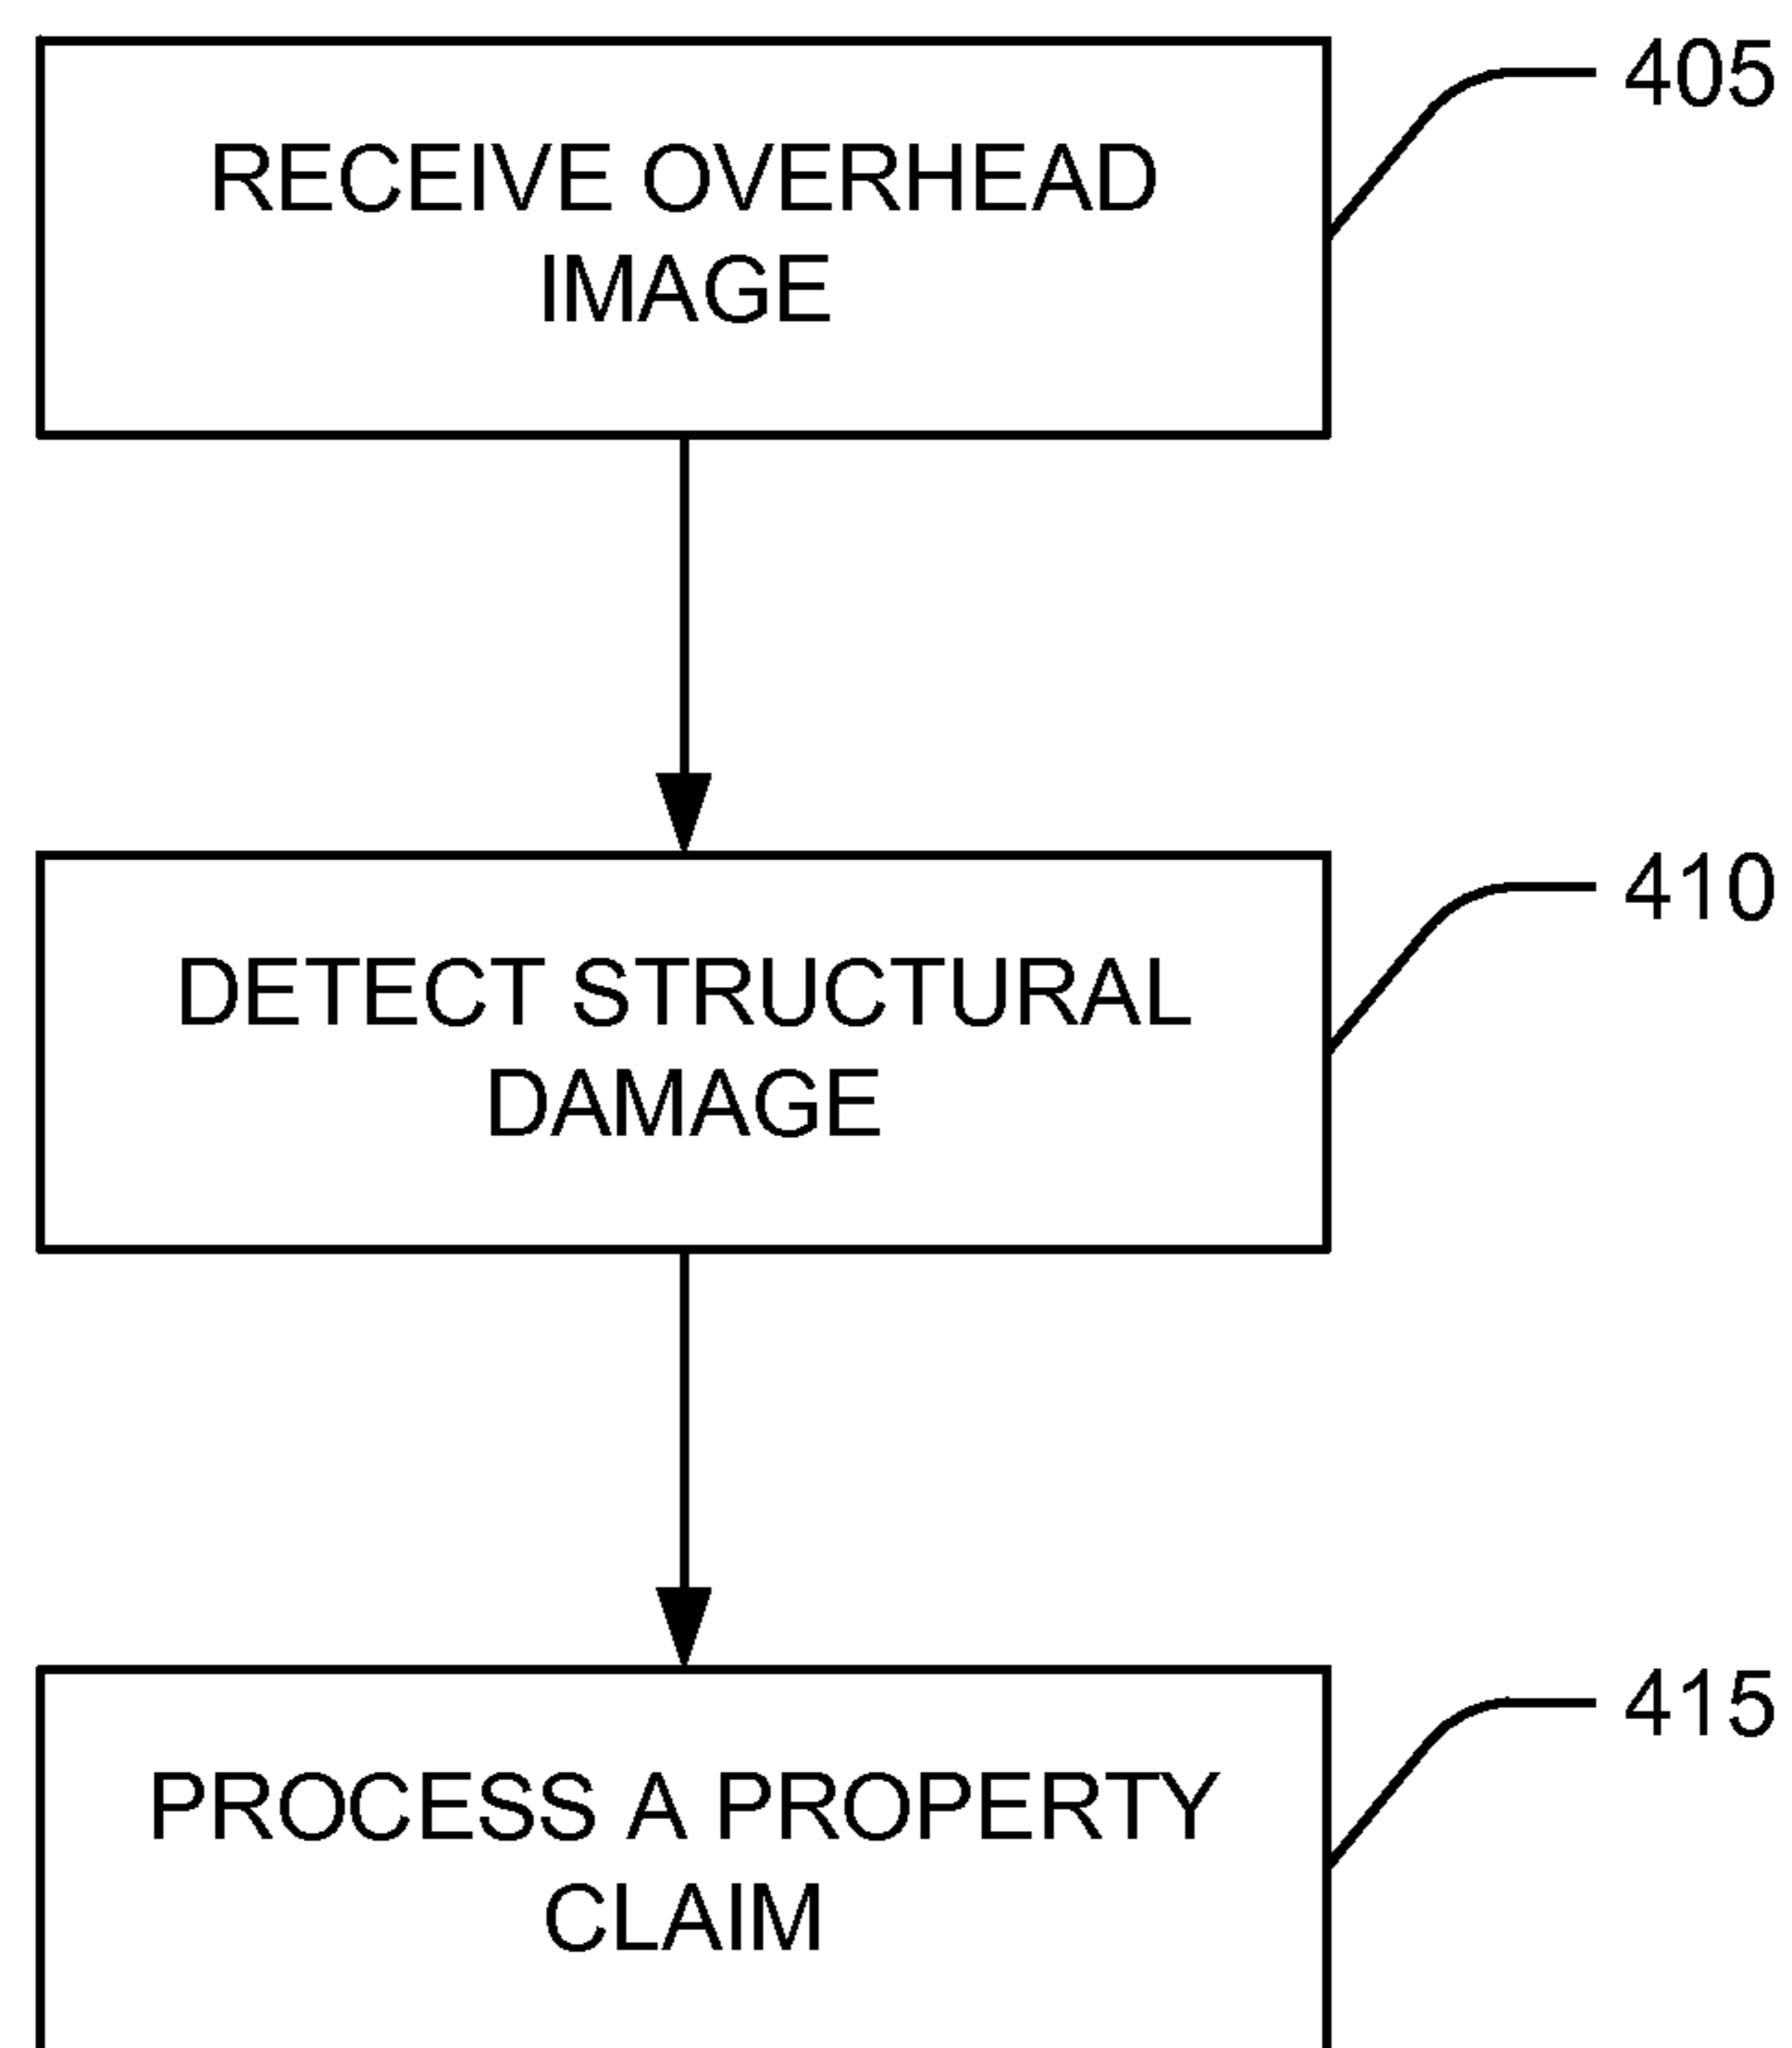 RECEIVE OVERHEAD
IMAGE
405
DETECT STRUCTURAL
DAMAGE
410
PROCESS A PROPERTY
CLAIM
415